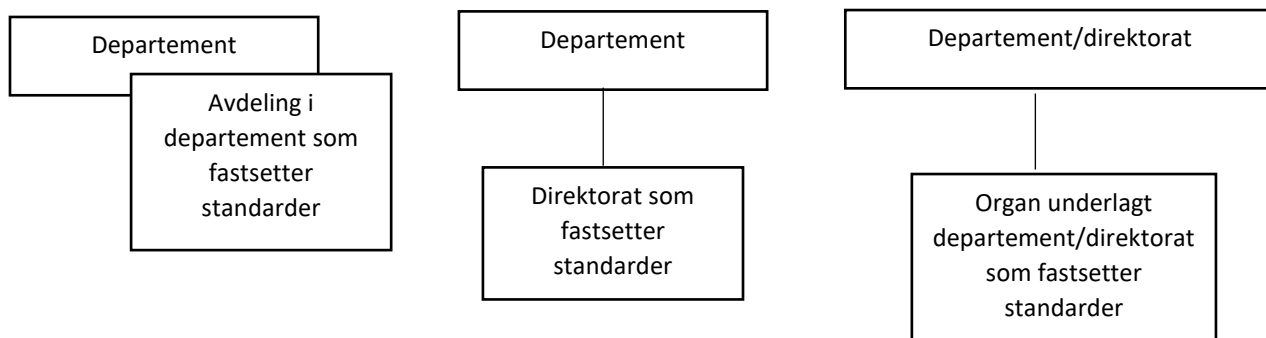 Departement
Avdeling i
departement som
fastsetter
standarder
Departement
Direktorat som
fastsetter
standarder
Departement/direktorat
Organ underlagt
departement/direktorat
som fastsetter
standarder